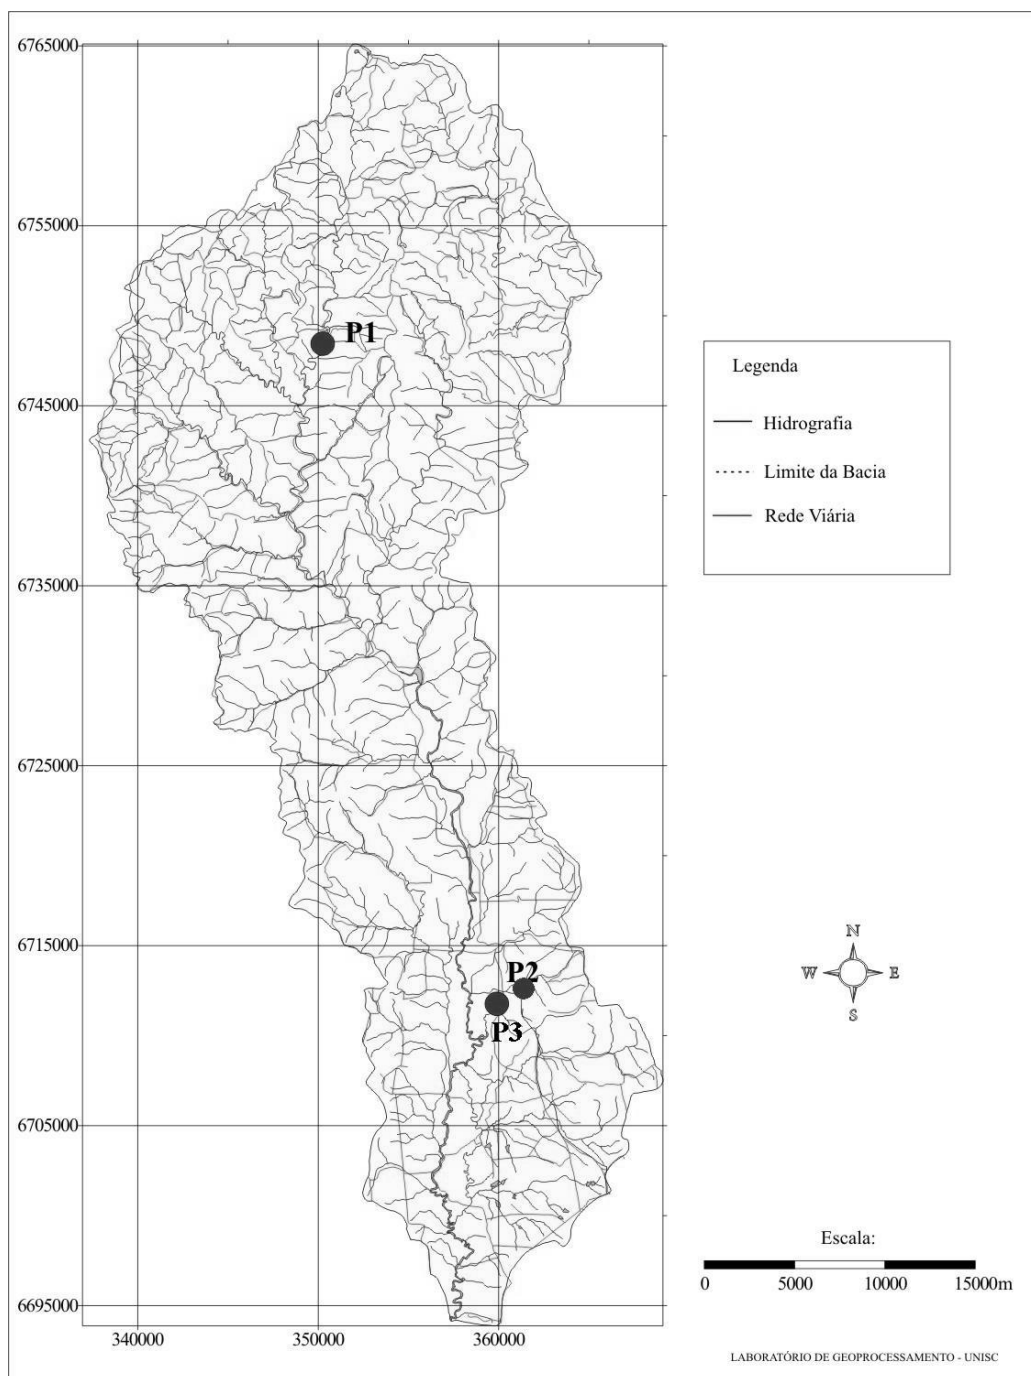 6765000
6755000
P1
6745000
Legenda
Hidrografia
Limite da Bacia
Rede Viária
6735000
6725000
6715000
N
W E
S
P2
P3
6705000
Escala:
0 5000 10000 15000m
6695000
340000 350000 360000
LABORATÓRIO DE GEOPROCESSAMENTO - UNISC